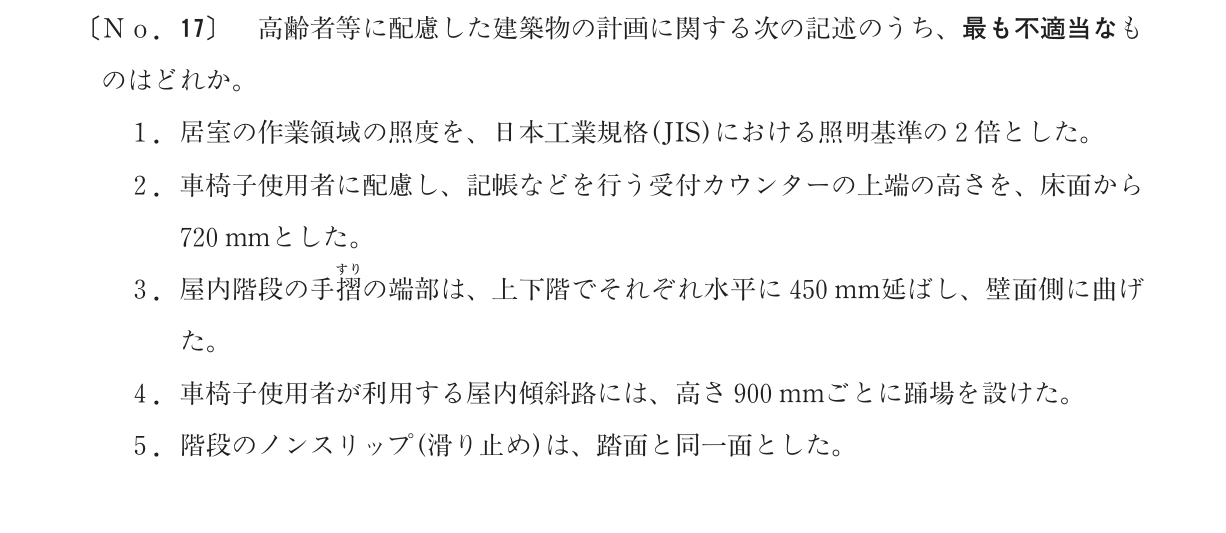 〔Ｎｏ．17〕　高齢者等に配慮した建築物の計画に関する次の記述のうち、最も不適当なも
のはどれか。
１．居室の作業領域の照度を、日本工業規格(JIS)における照明基準の２倍とした。
２．車椅子使用者に配慮し、記帳などを行う受付カウンターの上端の高さを、床面から
720 mmとした。
すり
３．屋内階段の手摺の端部は、上下階でそれぞれ水平に 450 mm延ばし、壁面側に曲げ
た。
４．車椅子使用者が利用する屋内傾斜路には、高さ 900 mmごとに踊場を設けた。
５．階段のノンスリップ(滑り止め)は、踏面と同一面とした。